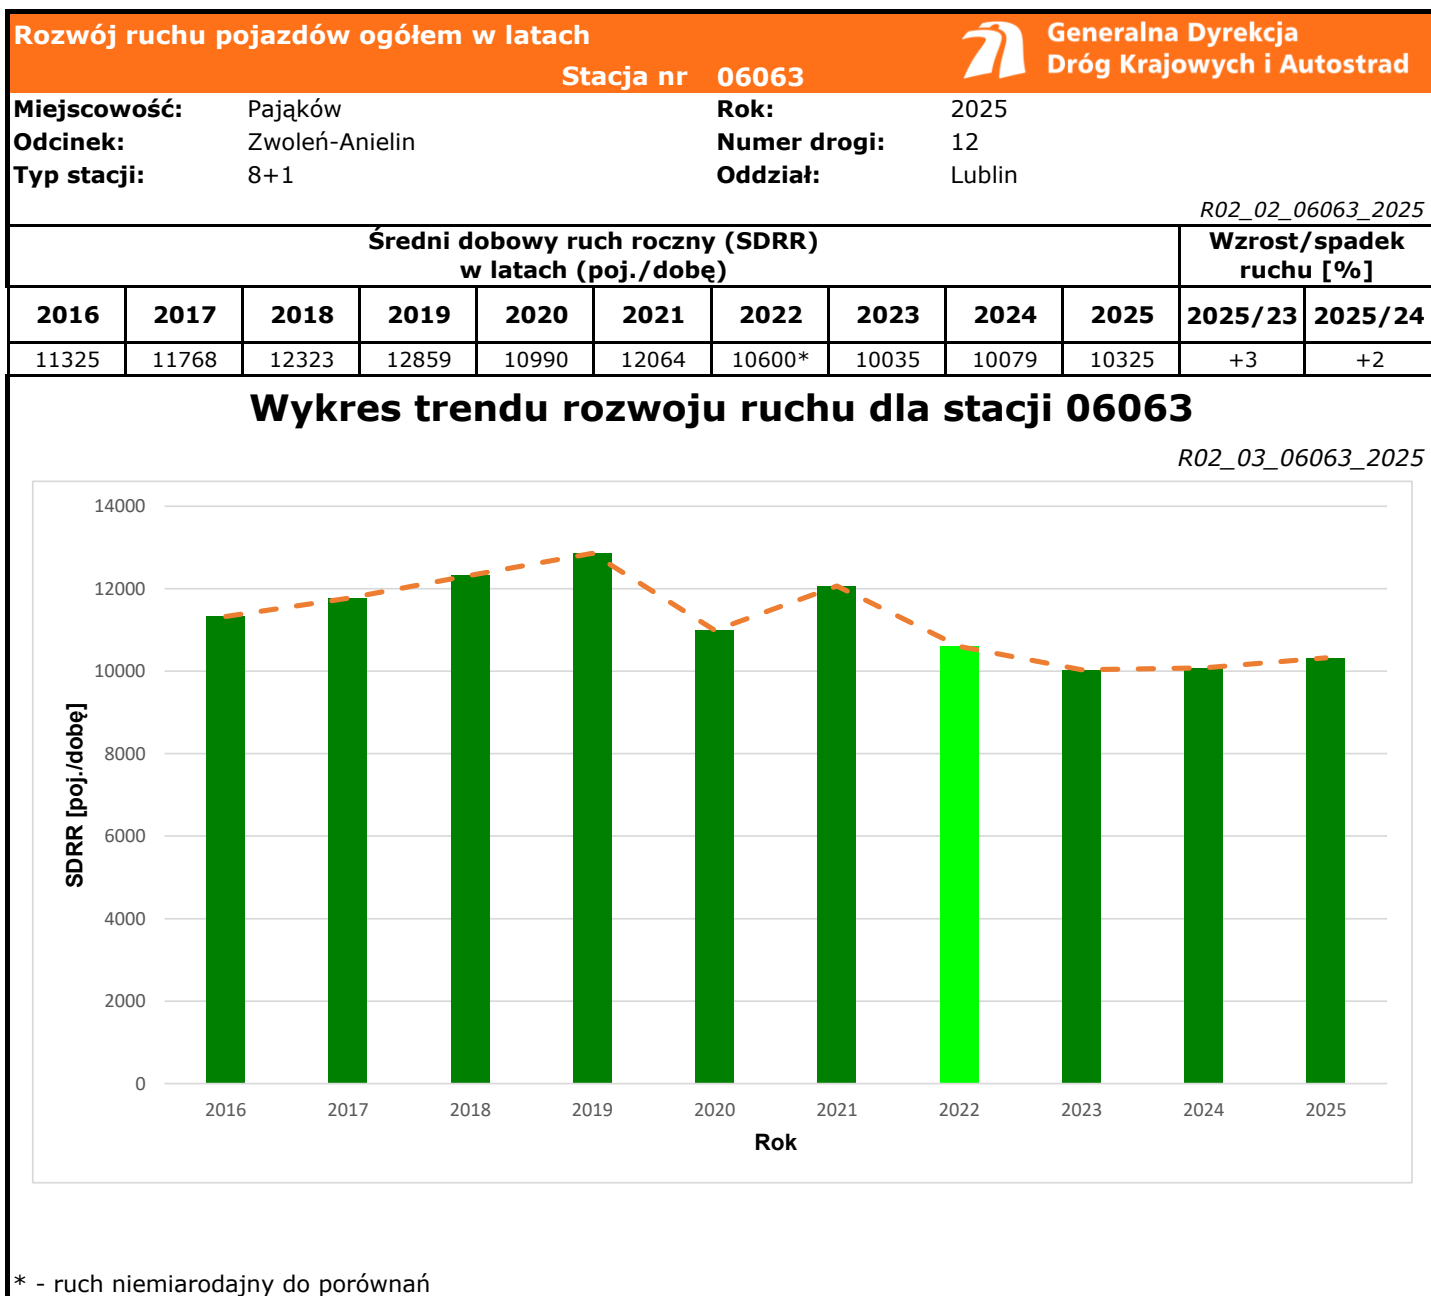 Rozwój ruchu pojazdów ogółem w latach
Generalna Dyrekcja
Dróg Krajowych i Autostrad
Stacja nr 06063
Miejscowość: Pająków Rok: 2025
Odcinek: Zwoleń-Anielin Numer drogi: 12
Typ stacji: 8+1 Oddział: Lublin
R02_02_06063_2025
Średni dobowy ruch roczny (SDRR)
w latach (poj./dobę)
Wzrost/spadek
ruchu [%]
2016 2017 2018 2019 2020 2021 2022 2023 2024 2025 2025/23 2025/24
11325 11768 12323 12859 10990 12064 10600* 10035 10079 10325 +3 +2
Wykres trendu rozwoju ruchu dla stacji 06063
R02_03_06063_2025
SDRR [poj./dobę]
14000
12000
10000
8000
6000
4000
2000
0
2016 2017 2018 2019 2020 2021 2022 2023 2024 2025
Rok
* - ruch niemiarodajny do porównań